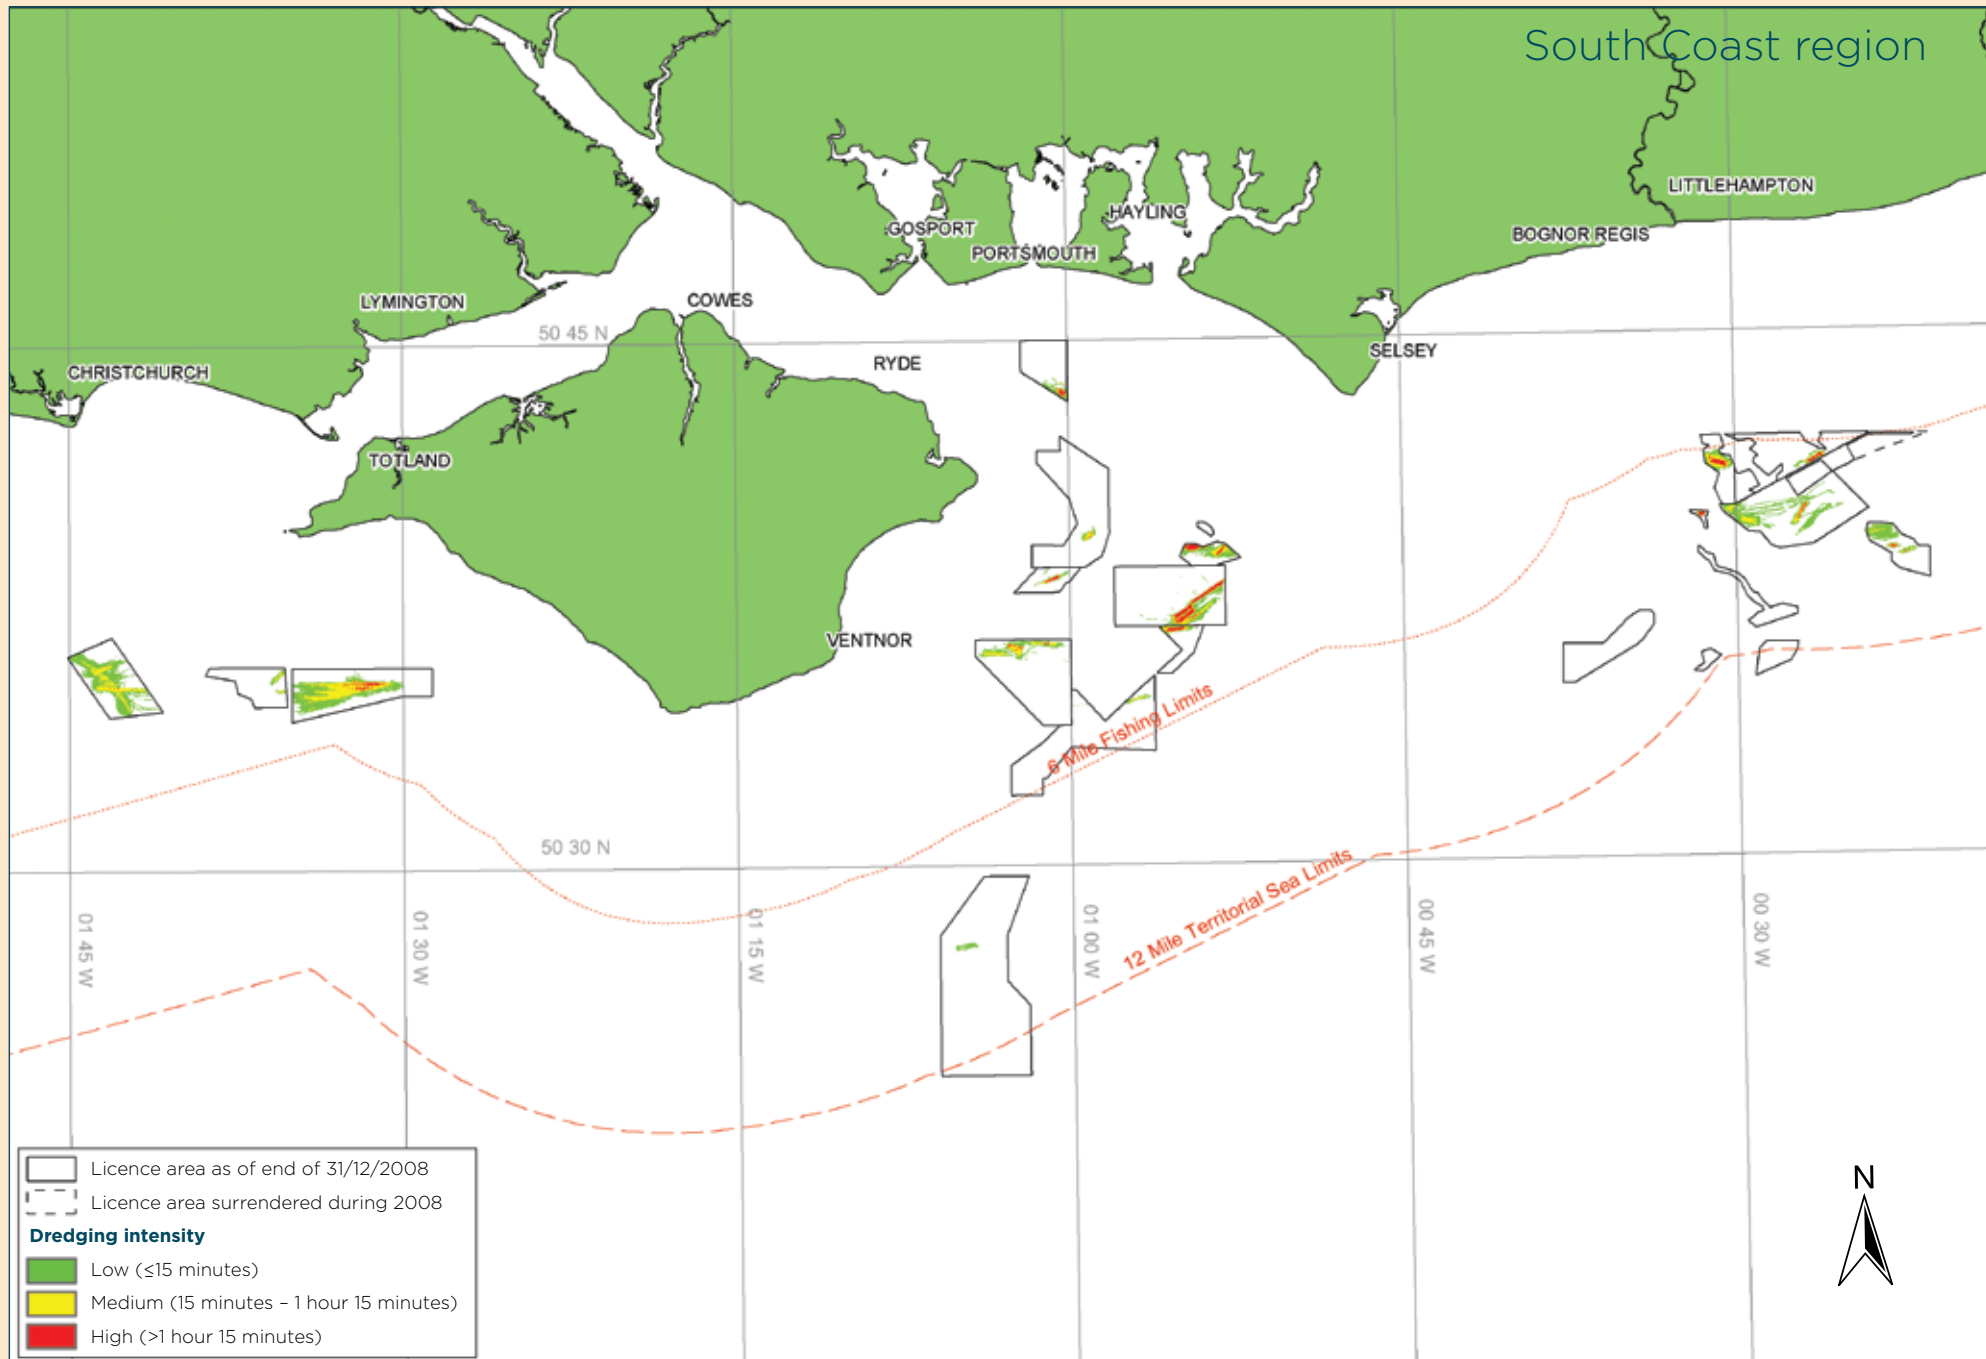 South Coast region
LITTLEHAMPTON
HAYLING
GOSPORT
BOGNOR REGIS
PORTSMOUTH
LYMINGTON
COWES
50 45 N
SELSEY
RYDE
CHRISTCHURCH
TOTLAND
VENTNOR
6 Mile Fishing Limits
50 30 N
12 Mile Territorial Sea Limits
01 45 W
01 30 W
01 15 W
01 00 W
00 45 W
00 30 W
Licence area as of end of 31/12/2008
Licence area surrendered during 2008
Dredging intensity
Low (≤15 minutes)
Medium (15 minutes – 1 hour 15 minutes)
High (>1 hour 15 minutes)
N